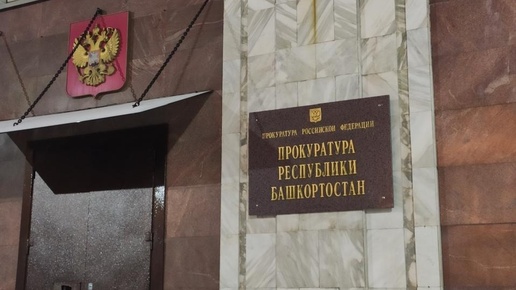 ПРОКУРАТУРА РОССИЙСКОЙ ФЕДЕРАЦИИ
ПРОКУРАТУРА
РЕСПУБЛИКИ
БАШКОРТОСТАН